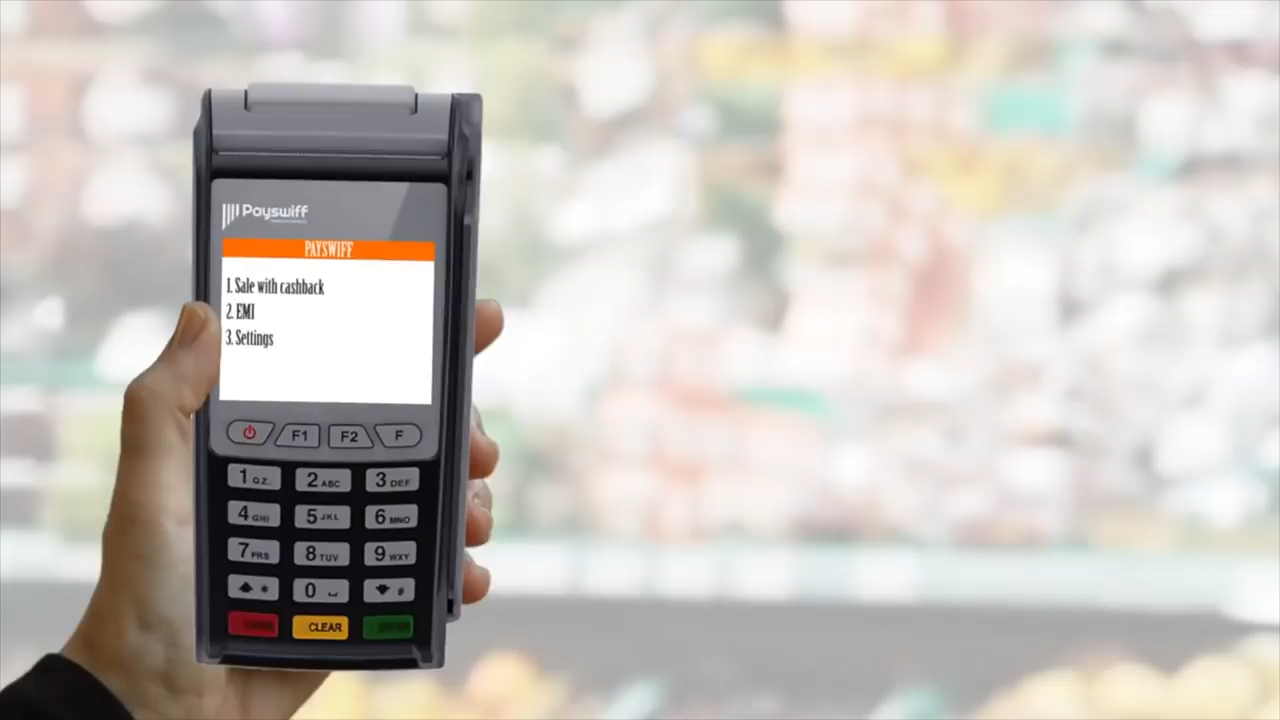 Payswiff
PAYSWIFF
1. Sale with cashback
2. EMI
3. Settings
F1 F2 F
1 QZ. 2 ABC 3 DEF
4 GHI 5 JKL 6 MNO
7 PRS 8 TUV 9 WXY
* 0 #
CLEAR